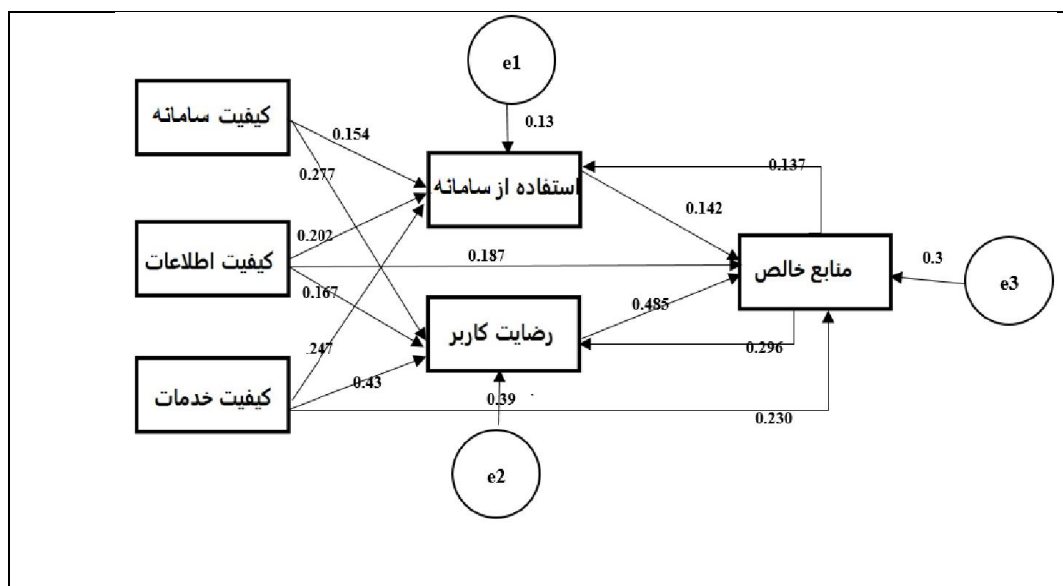 e1
0.13
کیفیت سامانه
0.154
0.277
استفاده از سامانه
0.137
0.142
کیفیت اطلاعات
0.202
0.187
0.167
منابع خالص
0.3
e3
رضایت کاربر
0.485
0.296
.247
0.43
کیفیت خدمات
0.39
0.230
e2